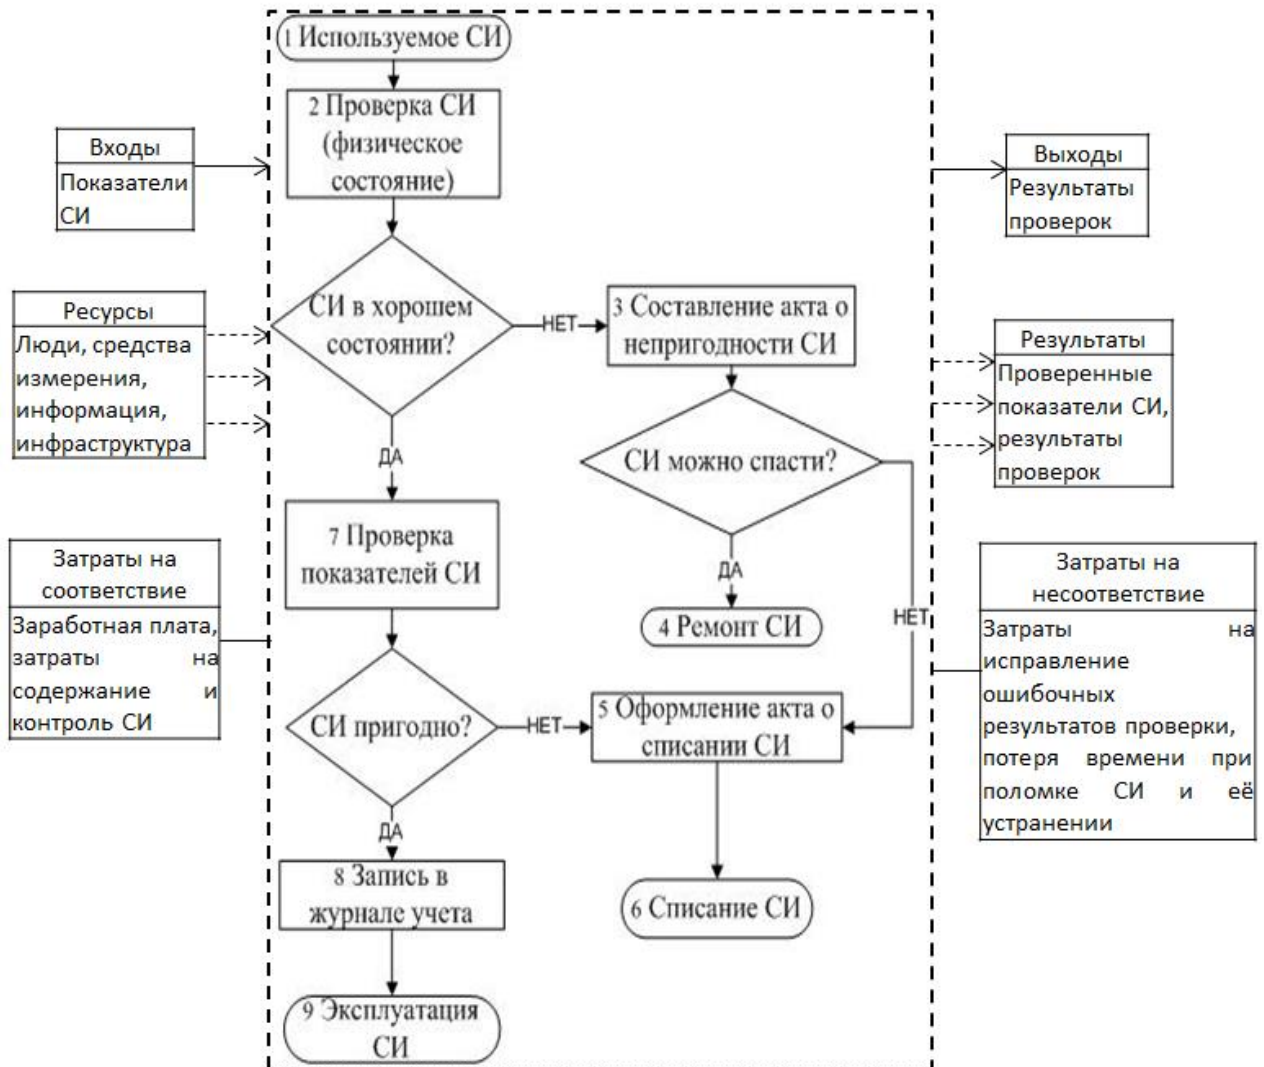 1 Используемое СИ
2 Проверка СИ
(физическое
состояние)
Входы
Показатели
СИ
Выходы
Результаты
проверок
СИ в хорошем
состоянии?
НЕТ
3 Составление акта о
непригодности СИ
Ресурсы
Люди, средства
измерения,
информация,
инфраструктура
Результаты
Проверенные
показатели СИ,
результаты
проверок
ДА
СИ можно спасти?
7 Проверка
показателей СИ
ДА
4 Ремонт СИ
НЕТ
Затраты на
соответствие
Заработная плата,
затраты на
содержание и
контроль СИ
Затраты на
несоответствие
Затраты на
исправление
ошибочных
результатов проверки,
потеря времени при
поломке СИ и её
устранении
СИ пригодно?
НЕТ
5 Оформление акта о
списании СИ
ДА
8 Запись в
журнале учета
6 Списание СИ
9 Эксплуатация
СИ